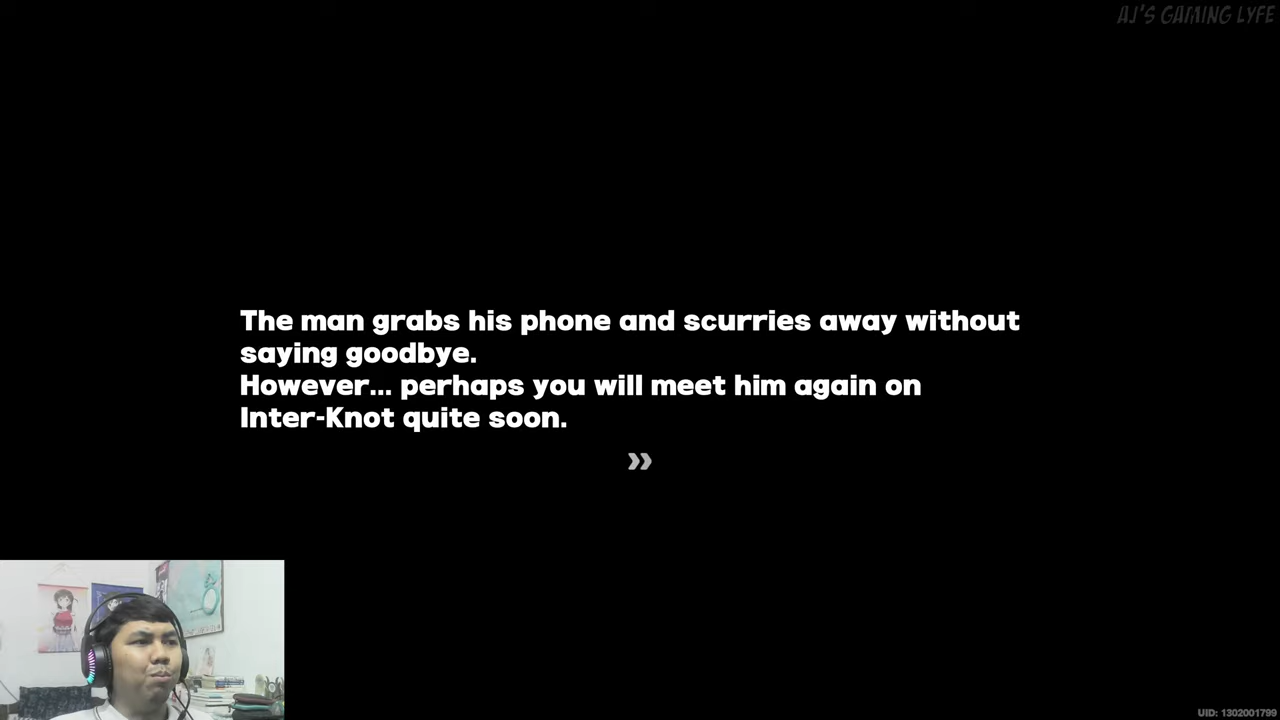 AJ'S GAMING LYFE
The man grabs his phone and scurries away without
saying goodbye.
However... perhaps you will meet him again on
Inter-Knot quite soon.
UID: 1302001799